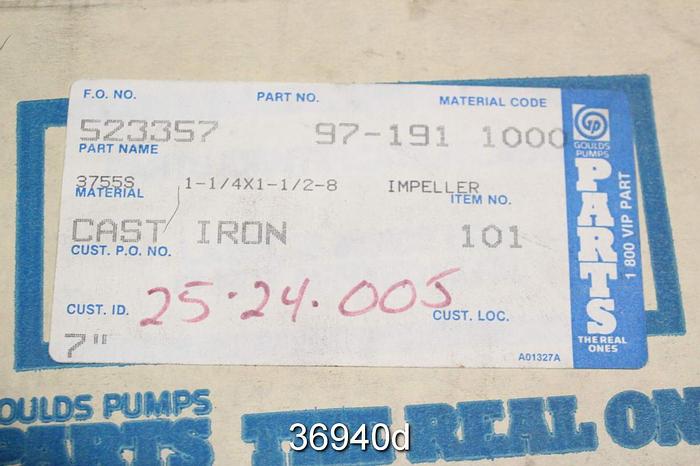 F.O. NO. PART NO. MATERIAL CODE
523357 97-191 1000
PART NAME
3755S 1-1/4X1-1/2-8 IMPELLER
MATERIAL ITEM NO.
CAST IRON 101
CUST. P.O. NO.
25·24·005
CUST. ID. CUST. LOC.
7"
A01327A
GP
GOULDS PUMPS
PARTS
1 800 VIP PART
THE REAL
ONES
OULDS PUMPS
PARTS THE REAL ON
36940d